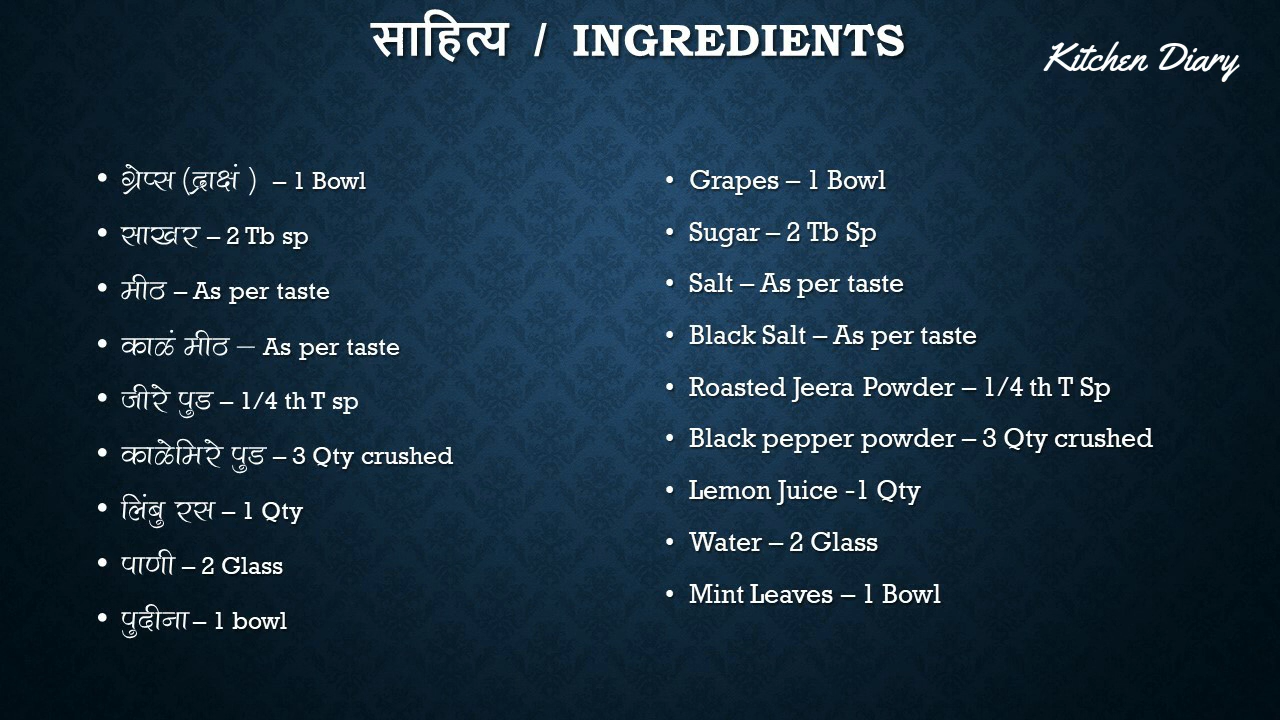 साहित्य / INGREDIENTS
Kitchen Diary
• ग्रेप्स (द्राक्षं ) – 1 Bowl
• साखर – 2 Tb sp
• मीठ – As per taste
• काळं मीठ – As per taste
• जीरे पुड – 1/4 th T sp
• काळेमिरे पुड – 3 Qty crushed
• लिंबु रस – 1 Qty
• पाणी – 2 Glass
• पुदीना – 1 bowl
• Grapes – 1 Bowl
• Sugar – 2 Tb Sp
• Salt – As per taste
• Black Salt – As per taste
• Roasted Jeera Powder – 1/4 th T Sp
• Black pepper powder – 3 Qty crushed
• Lemon Juice -1 Qty
• Water – 2 Glass
• Mint Leaves – 1 Bowl